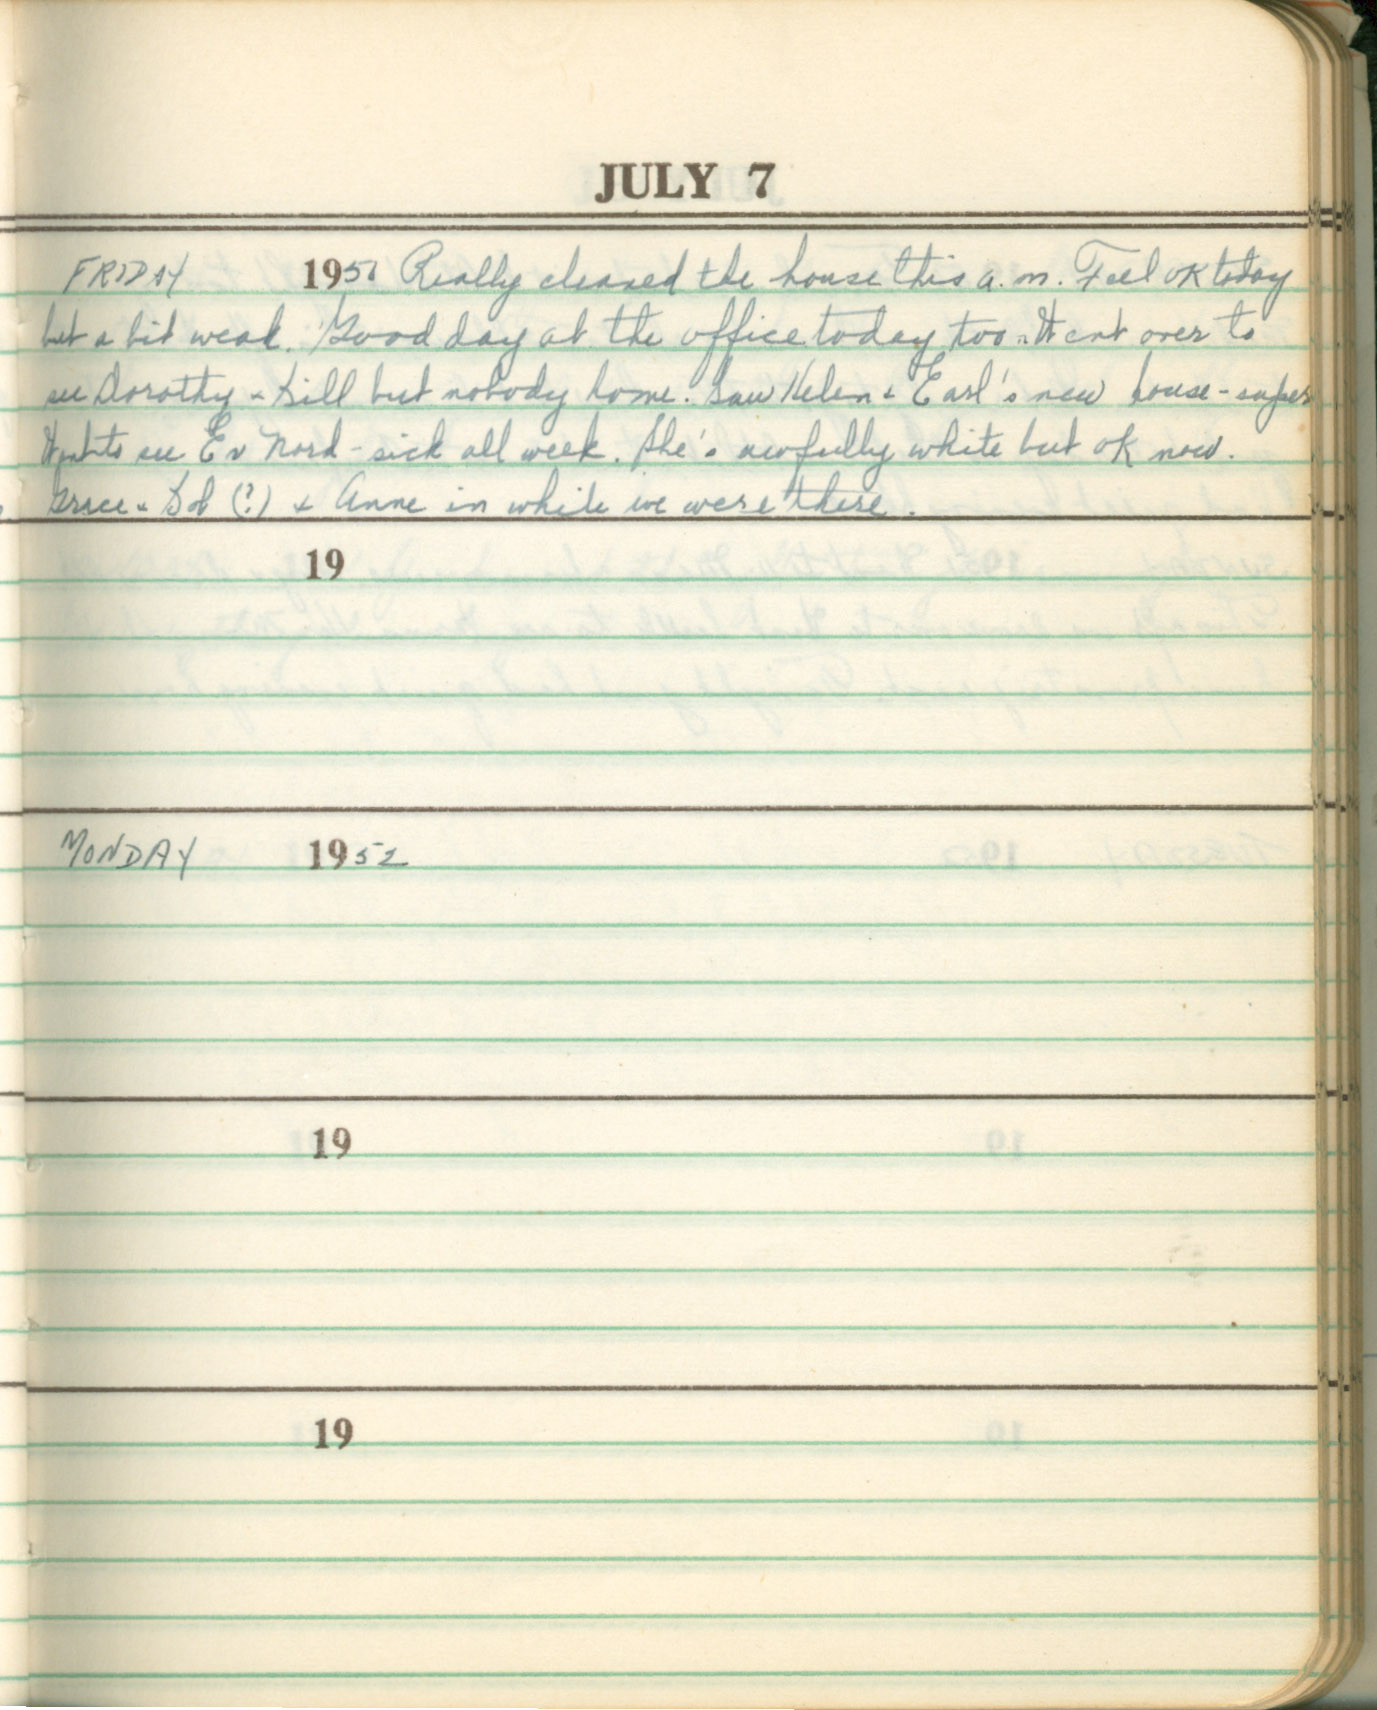 JULY 7
FRIDAY 1950 Really cleaned the house this a.m. Feel OK today
but a bit weak. Good day at the office today too. Went over to
see Dorothy & Bill but nobody home. Saw Helen & Earl's new house - super
Went to see Ev Nord - sick all week. She's awfully white but ok now.
Grace & Bob (?) & Anne in while we were there.
19
MONDAY 1952
19
19